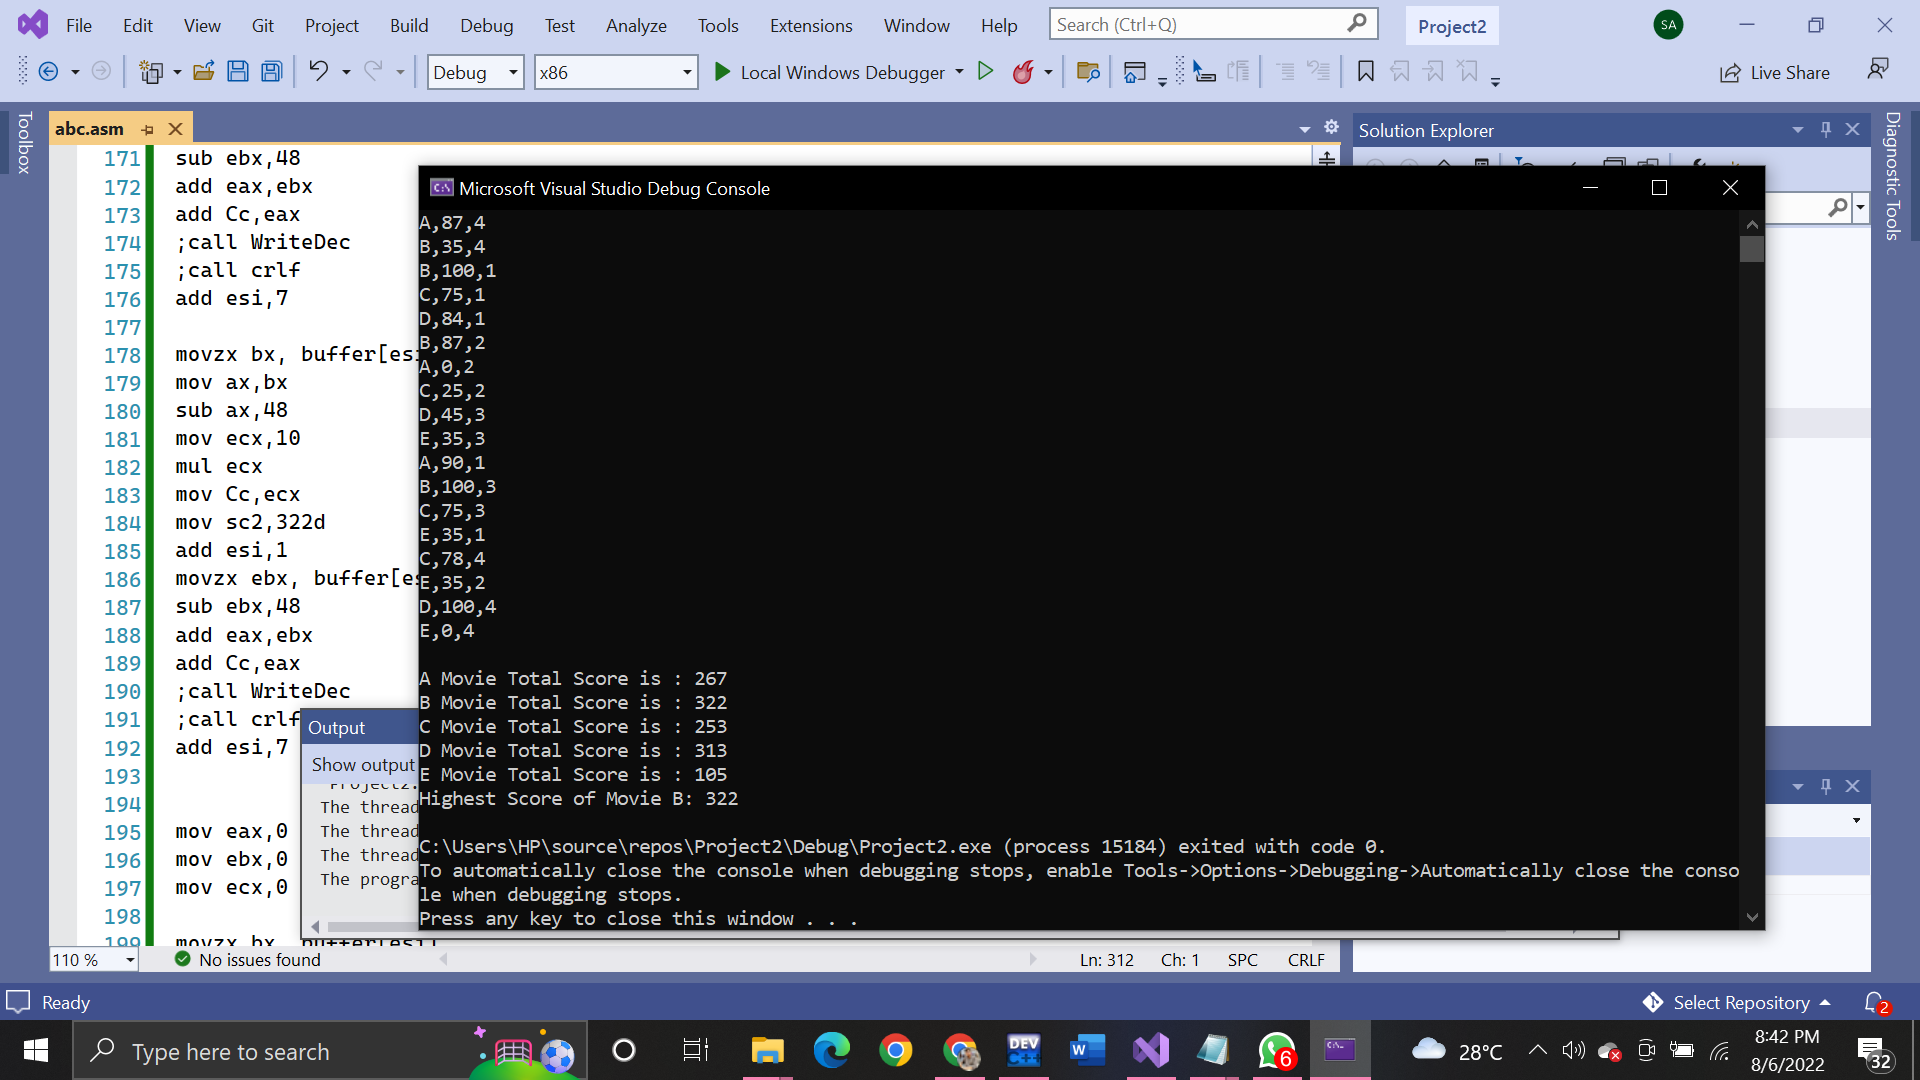 File Edit View Git Project Build Debug Test Analyze Tools Extensions Window Help Search (Ctrl+Q) Project2 SA
Debug x86 Local Windows Debugger Live Share
Toolbox
abc.asm
Solution Explorer
Diagnostic Tools
171 sub ebx,48
172 add eax,ebx
173 add Cc,eax
174 ;call WriteDec
175 ;call crlf
176 add esi,7
177
178 movzx bx, buffer[es
179 mov ax,bx
180 sub ax,48
181 mov ecx,10
182 mul ecx
183 mov Cc,ecx
184 mov sc2,322d
185 add esi,1
186 movzx ebx, buffer[es
187 sub ebx,48
188 add eax,ebx
189 add Cc,eax
190 ;call WriteDec
191 ;call crlf
192 add esi,7
193
194
195 mov eax,0
196 mov ebx,0
197 mov ecx,0
198
199 movzx bx, buffer[esi]
Microsoft Visual Studio Debug Console
A,87,4
B,35,4
B,100,1
C,75,1
D,84,1
B,87,2
A,0,2
C,25,2
D,45,3
E,35,3
A,90,1
B,100,3
C,75,3
E,35,1
C,78,4
E,35,2
D,100,4
E,0,4
A Movie Total Score is : 267
B Movie Total Score is : 322
C Movie Total Score is : 253
D Movie Total Score is : 313
E Movie Total Score is : 105
Highest Score of Movie B: 322
C:\Users\HP\source\repos\Project2\Debug\Project2.exe (process 15184) exited with code 0.
To automatically close the console when debugging stops, enable Tools->Options->Debugging->Automatically close the conso
le when debugging stops.
Press any key to close this window . . .
Output
Show output
'Project2.
The thread
The thread
The thread
The progra
110 % No issues found Ln: 312 Ch: 1 SPC CRLF
Ready Select Repository 2
Type here to search DEV C++ W 6 28°C 8:42 PM
8/6/2022 32